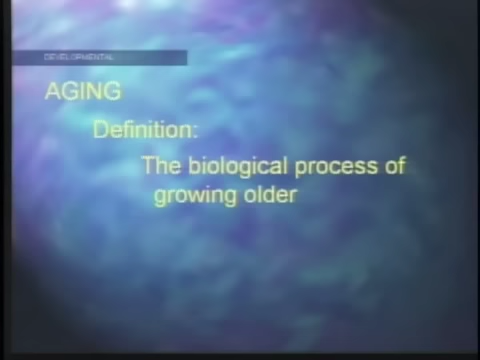 DEVELOPMENTAL
AGING
Definition:
The biological process of
growing older